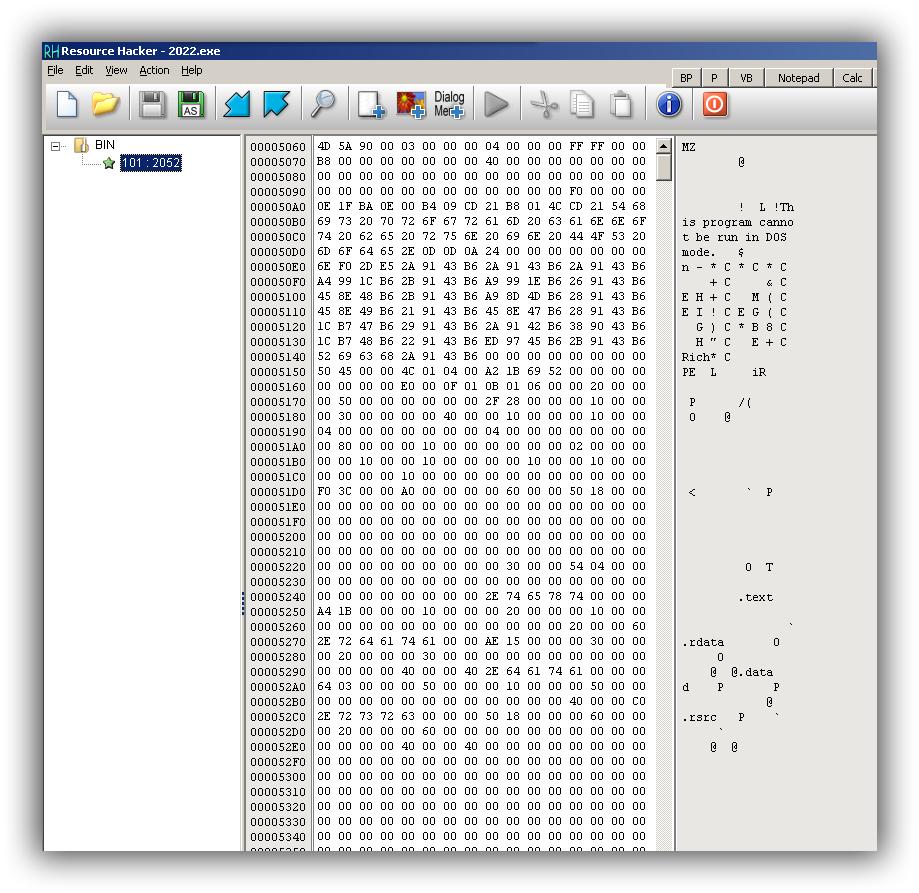 Resource Hacker - 2022.exe
File Edit View Action Help
BP P VB Notepad Calc
AS Dialog
Menu
BIN
101 : 2052
00005060 4D 5A 90 00 03 00 00 00 04 00 00 00 FF FF 00 00 MZ
00005070 B8 00 00 00 00 00 00 00 40 00 00 00 00 00 00 00 @
00005080 00 00 00 00 00 00 00 00 00 00 00 00 00 00 00 00
00005090 00 00 00 00 00 00 00 00 00 00 00 00 F0 00 00 00
000050A0 0E 1F BA 0E 00 B4 09 CD 21 B8 01 4C CD 21 54 68 ! L !Th
000050B0 69 73 20 70 72 6F 67 72 61 6D 20 63 61 6E 6E 6F is program canno
000050C0 74 20 62 65 20 72 75 6E 20 69 6E 20 44 4F 53 20 t be run in DOS
000050D0 6D 6F 64 65 2E 0D 0D 0A 24 00 00 00 00 00 00 00 mode. $
000050E0 6E F0 2D E5 2A 91 43 B6 2A 91 43 B6 2A 91 43 B6 n - * C * C * C
000050F0 A4 99 1C B6 2B 91 43 B6 A9 99 1E B6 26 91 43 B6 + C & C
00005100 45 8E 48 B6 2B 91 43 B6 A9 8D 4D B6 28 91 43 B6 E H + C M ( C
00005110 45 8E 49 B6 21 91 43 B6 45 8E 47 B6 28 91 43 B6 E I ! C E G ( C
00005120 1C B7 47 B6 29 91 43 B6 2A 91 42 B6 38 90 43 B6 G ) C * B 8 C
00005130 1C B7 48 B6 22 91 43 B6 ED 97 45 B6 2B 91 43 B6 H " C E + C
00005140 52 69 63 68 2A 91 43 B6 00 00 00 00 00 00 00 00 Rich* C
00005150 50 45 00 00 4C 01 04 00 A2 1B 69 52 00 00 00 00 PE L iR
00005160 00 00 00 00 E0 00 0F 01 0B 01 06 00 00 20 00 00
00005170 00 50 00 00 00 00 00 00 2F 28 00 00 00 10 00 00 P /(
00005180 00 30 00 00 00 00 40 00 00 10 00 00 00 10 00 00 0 @
00005190 04 00 00 00 00 00 00 00 04 00 00 00 00 00 00 00
000051A0 00 80 00 00 00 10 00 00 00 00 00 00 02 00 00 00
000051B0 00 00 10 00 00 10 00 00 00 00 10 00 00 10 00 00
000051C0 00 00 00 00 10 00 00 00 00 00 00 00 00 00 00 00
000051D0 F0 3C 00 00 A0 00 00 00 00 60 00 00 50 18 00 00 < ` P
000051E0 00 00 00 00 00 00 00 00 00 00 00 00 00 00 00 00
000051F0 00 00 00 00 00 00 00 00 00 00 00 00 00 00 00 00
00005200 00 00 00 00 00 00 00 00 00 00 00 00 00 00 00 00
00005210 00 00 00 00 00 00 00 00 00 00 00 00 00 00 00 00
00005220 00 00 00 00 00 00 00 00 00 30 00 00 54 04 00 00 0 T
00005230 00 00 00 00 00 00 00 00 00 00 00 00 00 00 00 00
00005240 00 00 00 00 00 00 00 00 2E 74 65 78 74 00 00 00 .text
00005250 A4 1B 00 00 00 10 00 00 00 20 00 00 00 10 00 00
00005260 00 00 00 00 00 00 00 00 00 00 00 00 20 00 00 60 `
00005270 2E 72 64 61 74 61 00 00 AE 15 00 00 00 30 00 00 .rdata 0
00005280 00 20 00 00 00 30 00 00 00 00 00 00 00 00 00 00 0
00005290 00 00 00 00 40 00 00 40 2E 64 61 74 61 00 00 00 @ @.data
000052A0 64 03 00 00 00 50 00 00 00 10 00 00 00 50 00 00 d P P
000052B0 00 00 00 00 00 00 00 00 00 00 00 00 40 00 00 C0 @
000052C0 2E 72 73 72 63 00 00 00 50 18 00 00 00 60 00 00 .rsrc P `
000052D0 00 20 00 00 00 60 00 00 00 00 00 00 00 00 00 00 `
000052E0 00 00 00 00 40 00 00 40 00 00 00 00 00 00 00 00 @ @
000052F0 00 00 00 00 00 00 00 00 00 00 00 00 00 00 00 00
00005300 00 00 00 00 00 00 00 00 00 00 00 00 00 00 00 00
00005310 00 00 00 00 00 00 00 00 00 00 00 00 00 00 00 00
00005320 00 00 00 00 00 00 00 00 00 00 00 00 00 00 00 00
00005330 00 00 00 00 00 00 00 00 00 00 00 00 00 00 00 00
00005340 00 00 00 00 00 00 00 00 00 00 00 00 00 00 00 00